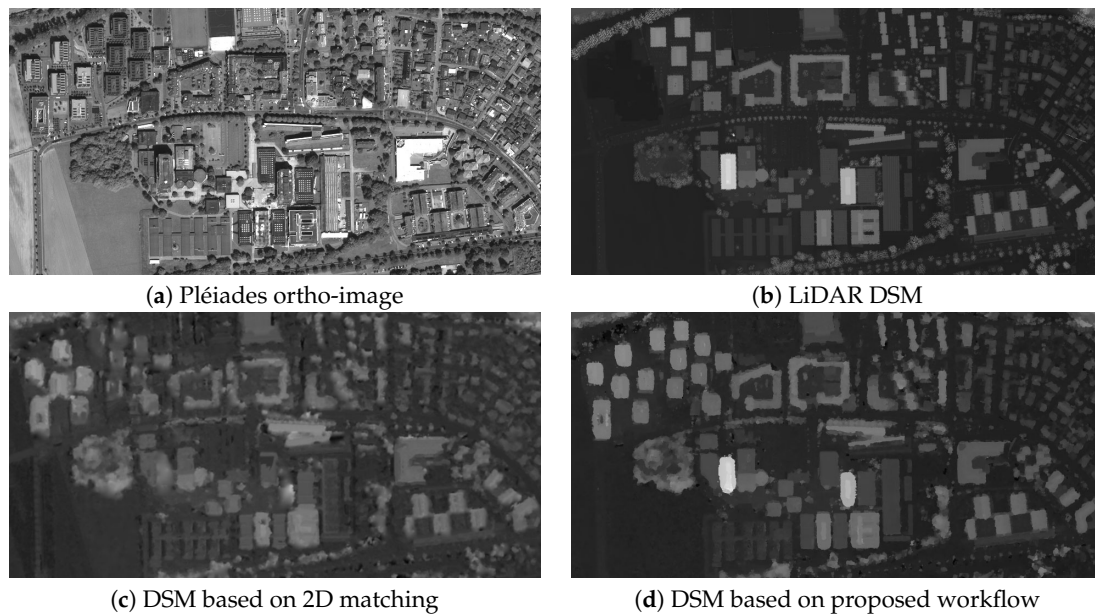 (a) Pléiades ortho-image
(b) LiDAR DSM
(c) DSM based on 2D matching
(d) DSM based on proposed workflow